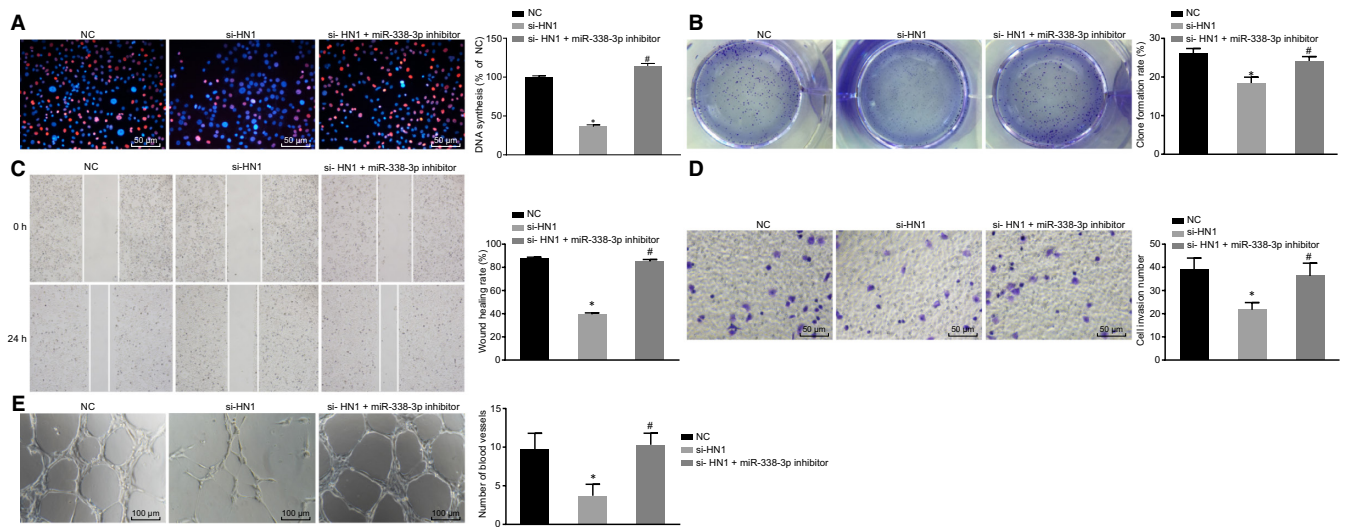 A
NC
si-HN1
si- HN1 + miR-338-3p inhibitor
50 µm
50 µm
50 µm
NC
si-HN1
si- HN1 + miR-338-3p inhibitor
DNA synthesis (% of NC)
150
100
50
0
*
#
B
NC
si-HN1
si- HN1 + miR-338-3p inhibitor
NC
si-HN1
si- HN1 + miR-338-3p inhibitor
Clone formation rate (%)
30
20
10
0
*
#
C
NC
si-HN1
si- HN1 + miR-338-3p inhibitor
0 h
24 h
NC
si-HN1
si- HN1 + miR-338-3p inhibitor
Wound healing rate (%)
100
80
60
40
20
0
*
#
D
NC
si-HN1
si- HN1 + miR-338-3p inhibitor
50 µm
50 µm
50 µm
NC
si-HN1
si- HN1 + miR-338-3p inhibitor
Cell invasion number
50
40
30
20
10
0
*
#
E
NC
si-HN1
si- HN1 + miR-338-3p inhibitor
100 µm
100 µm
100 µm
Number of blood vessels
15
10
5
0
*
#
NC
si-HN1
si- HN1 + miR-338-3p inhibitor